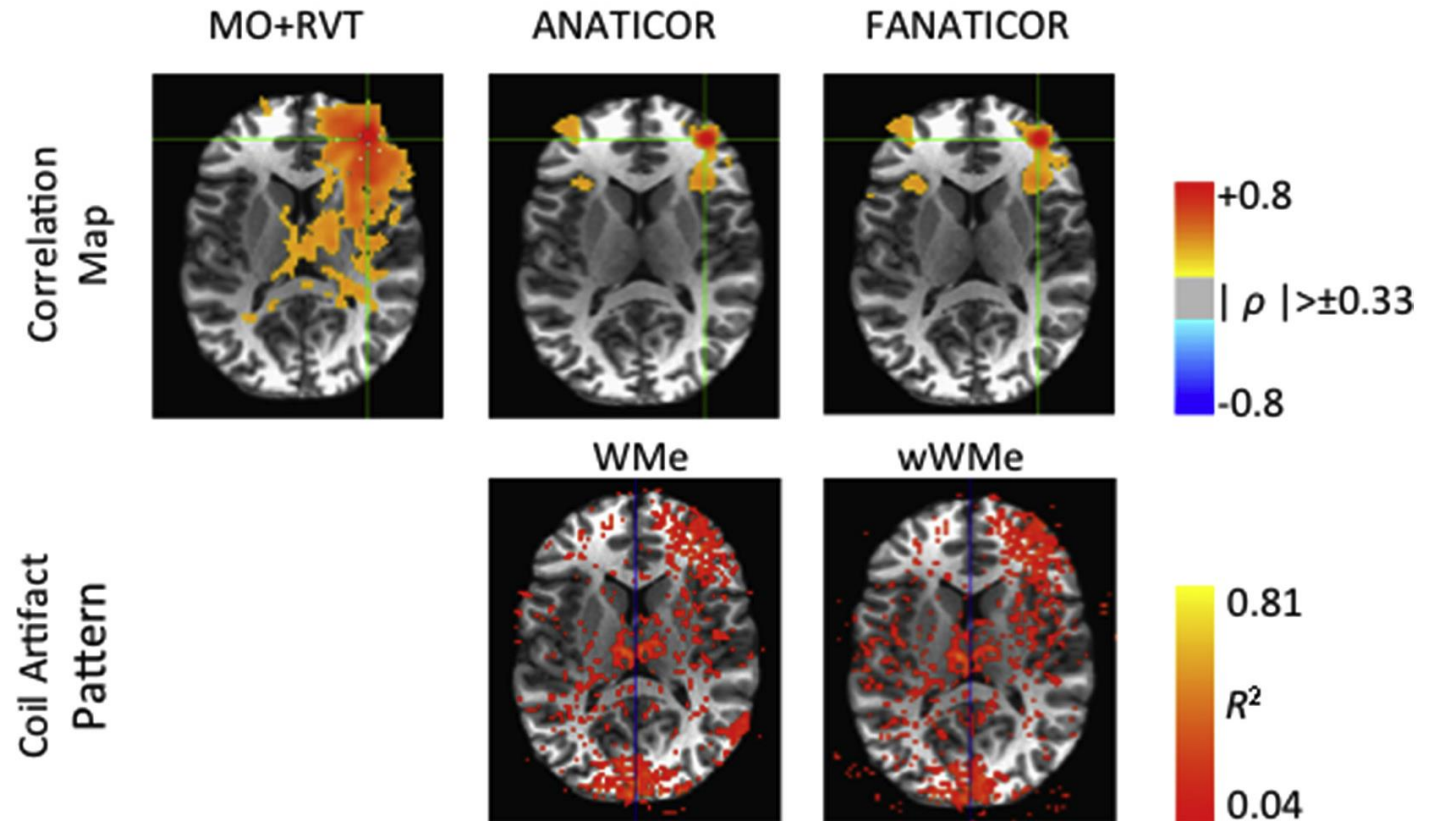 MO+RVT
ANATICOR
FANATICOR
Correlation
Map
+0.8
| ρ |>±0.33
-0.8
WMe
wWMe
Coil Artifact
Pattern
0.81
R²
0.04